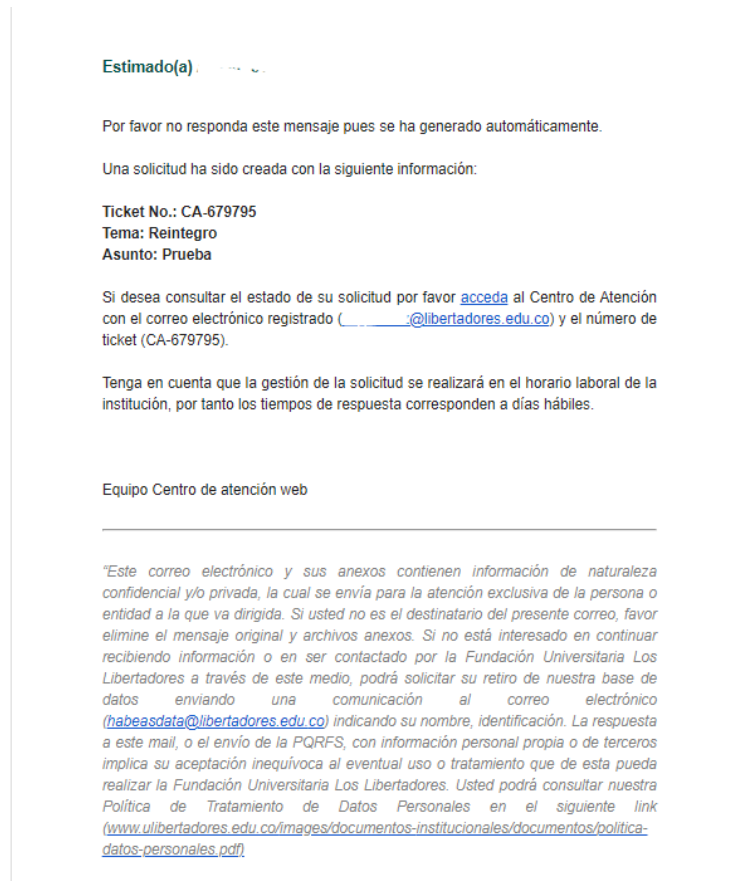 Estimado(a)
Por favor no responda este mensaje pues se ha generado automáticamente.
Una solicitud ha sido creada con la siguiente información:
Ticket No.: CA-679795
Tema: Reintegro
Asunto: Prueba
Si desea consultar el estado de su solicitud por favor acceda al Centro de Atención
con el correo electrónico registrado (@libertadores.edu.co) y el número de
ticket (CA-679795).
Tenga en cuenta que la gestión de la solicitud se realizará en el horario laboral de la
institución, por tanto los tiempos de respuesta corresponden a días hábiles.
Equipo Centro de atención web
“Este correo electrónico y sus anexos contienen información de naturaleza
confidencial y/o privada, la cual se envía para la atención exclusiva de la persona o
entidad a la que va dirigida. Si usted no es el destinatario del presente correo, favor
elimine el mensaje original y archivos anexos. Si no está interesado en continuar
recibiendo información o en ser contactado por la Fundación Universitaria Los
Libertadores a través de este medio, podrá solicitar su retiro de nuestra base de
datos enviando una comunicación al correo electrónico
(habeasdata@libertadores.edu.co) indicando su nombre, identificación. La respuesta
a este mail, o el envío de la PQRFS, con información personal propia o de terceros
implica su aceptación inequívoca al eventual uso o tratamiento que de esta pueda
realizar la Fundación Universitaria Los Libertadores. Usted podrá consultar nuestra
Política de Tratamiento de Datos Personales en el siguiente link
(www.ulibertadores.edu.co/images/documentos-institucionales/documentos/politica-
datos-personales.pdf)